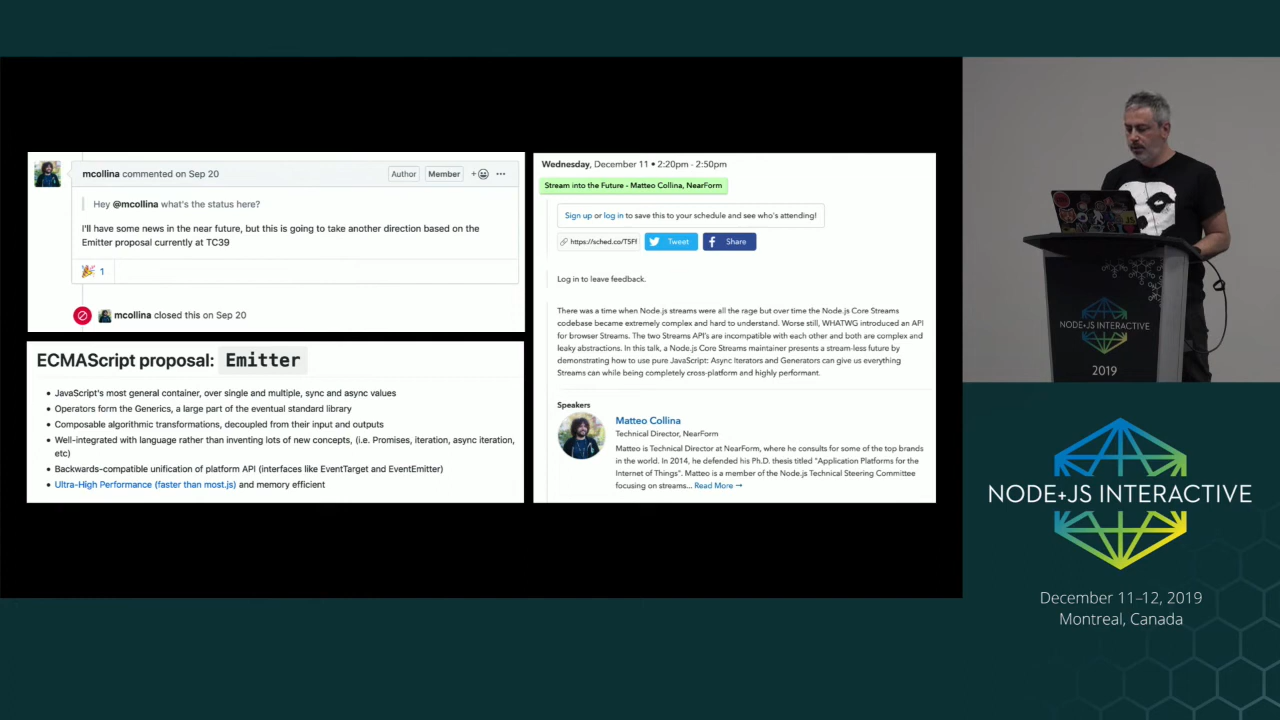 mcollina commented on Sep 20
Author
Member
Hey @mcollina what's the status here?
I'll have some news in the near future, but this is going to take another direction based on the
Emitter proposal currently at TC39
1
mcollina closed this on Sep 20
ECMAScript proposal: Emitter
JavaScript's most general container, over single and multiple, sync and async values
Operators form the Generics, a large part of the eventual standard library
Composable algorithmic transformations, decoupled from their input and outputs
Well-integrated with language rather than inventing lots of new concepts, (i.e. Promises, iteration, async iteration,
etc)
Backwards-compatible unification of platform API (interfaces like EventTarget and EventEmitter)
Ultra-High Performance (faster than most.js) and memory efficient
Wednesday, December 11 • 2:20pm - 2:50pm
Stream into the Future - Matteo Collina, NearForm
Sign up or log in to save this to your schedule and see who's attending!
https://sched.co/TSFf
Tweet
Share
Log in to leave feedback.
There was a time when Node.js streams were all the rage but over time the Node.js Core Streams
codebase became extremely complex and hard to understand. Worse still, WHATWG introduced an API
for browser Streams. The two Streams API's are incompatible with each other and both are complex and
leaky abstractions. In this talk, a Node.js Core Streams maintainer presents a stream-less future by
demonstrating how to use pure JavaScript: Async Iterators and Generators can give us everything
Streams can while being completely cross-platform and highly performant.
Speakers
Matteo Collina
Technical Director, NearForm
Matteo is Technical Director at NearForm, where he consults for some of the top brands
in the world. In 2014, he defended his Ph.D. thesis titled "Application Platforms for the
Internet of Things". Matteo is a member of the Node.js Technical Steering Committee
focusing on streams... Read More →
NODE+JS INTERACTIVE
2019
NODE+JS INTERACTIVE
December 11–12, 2019
Montreal, Canada